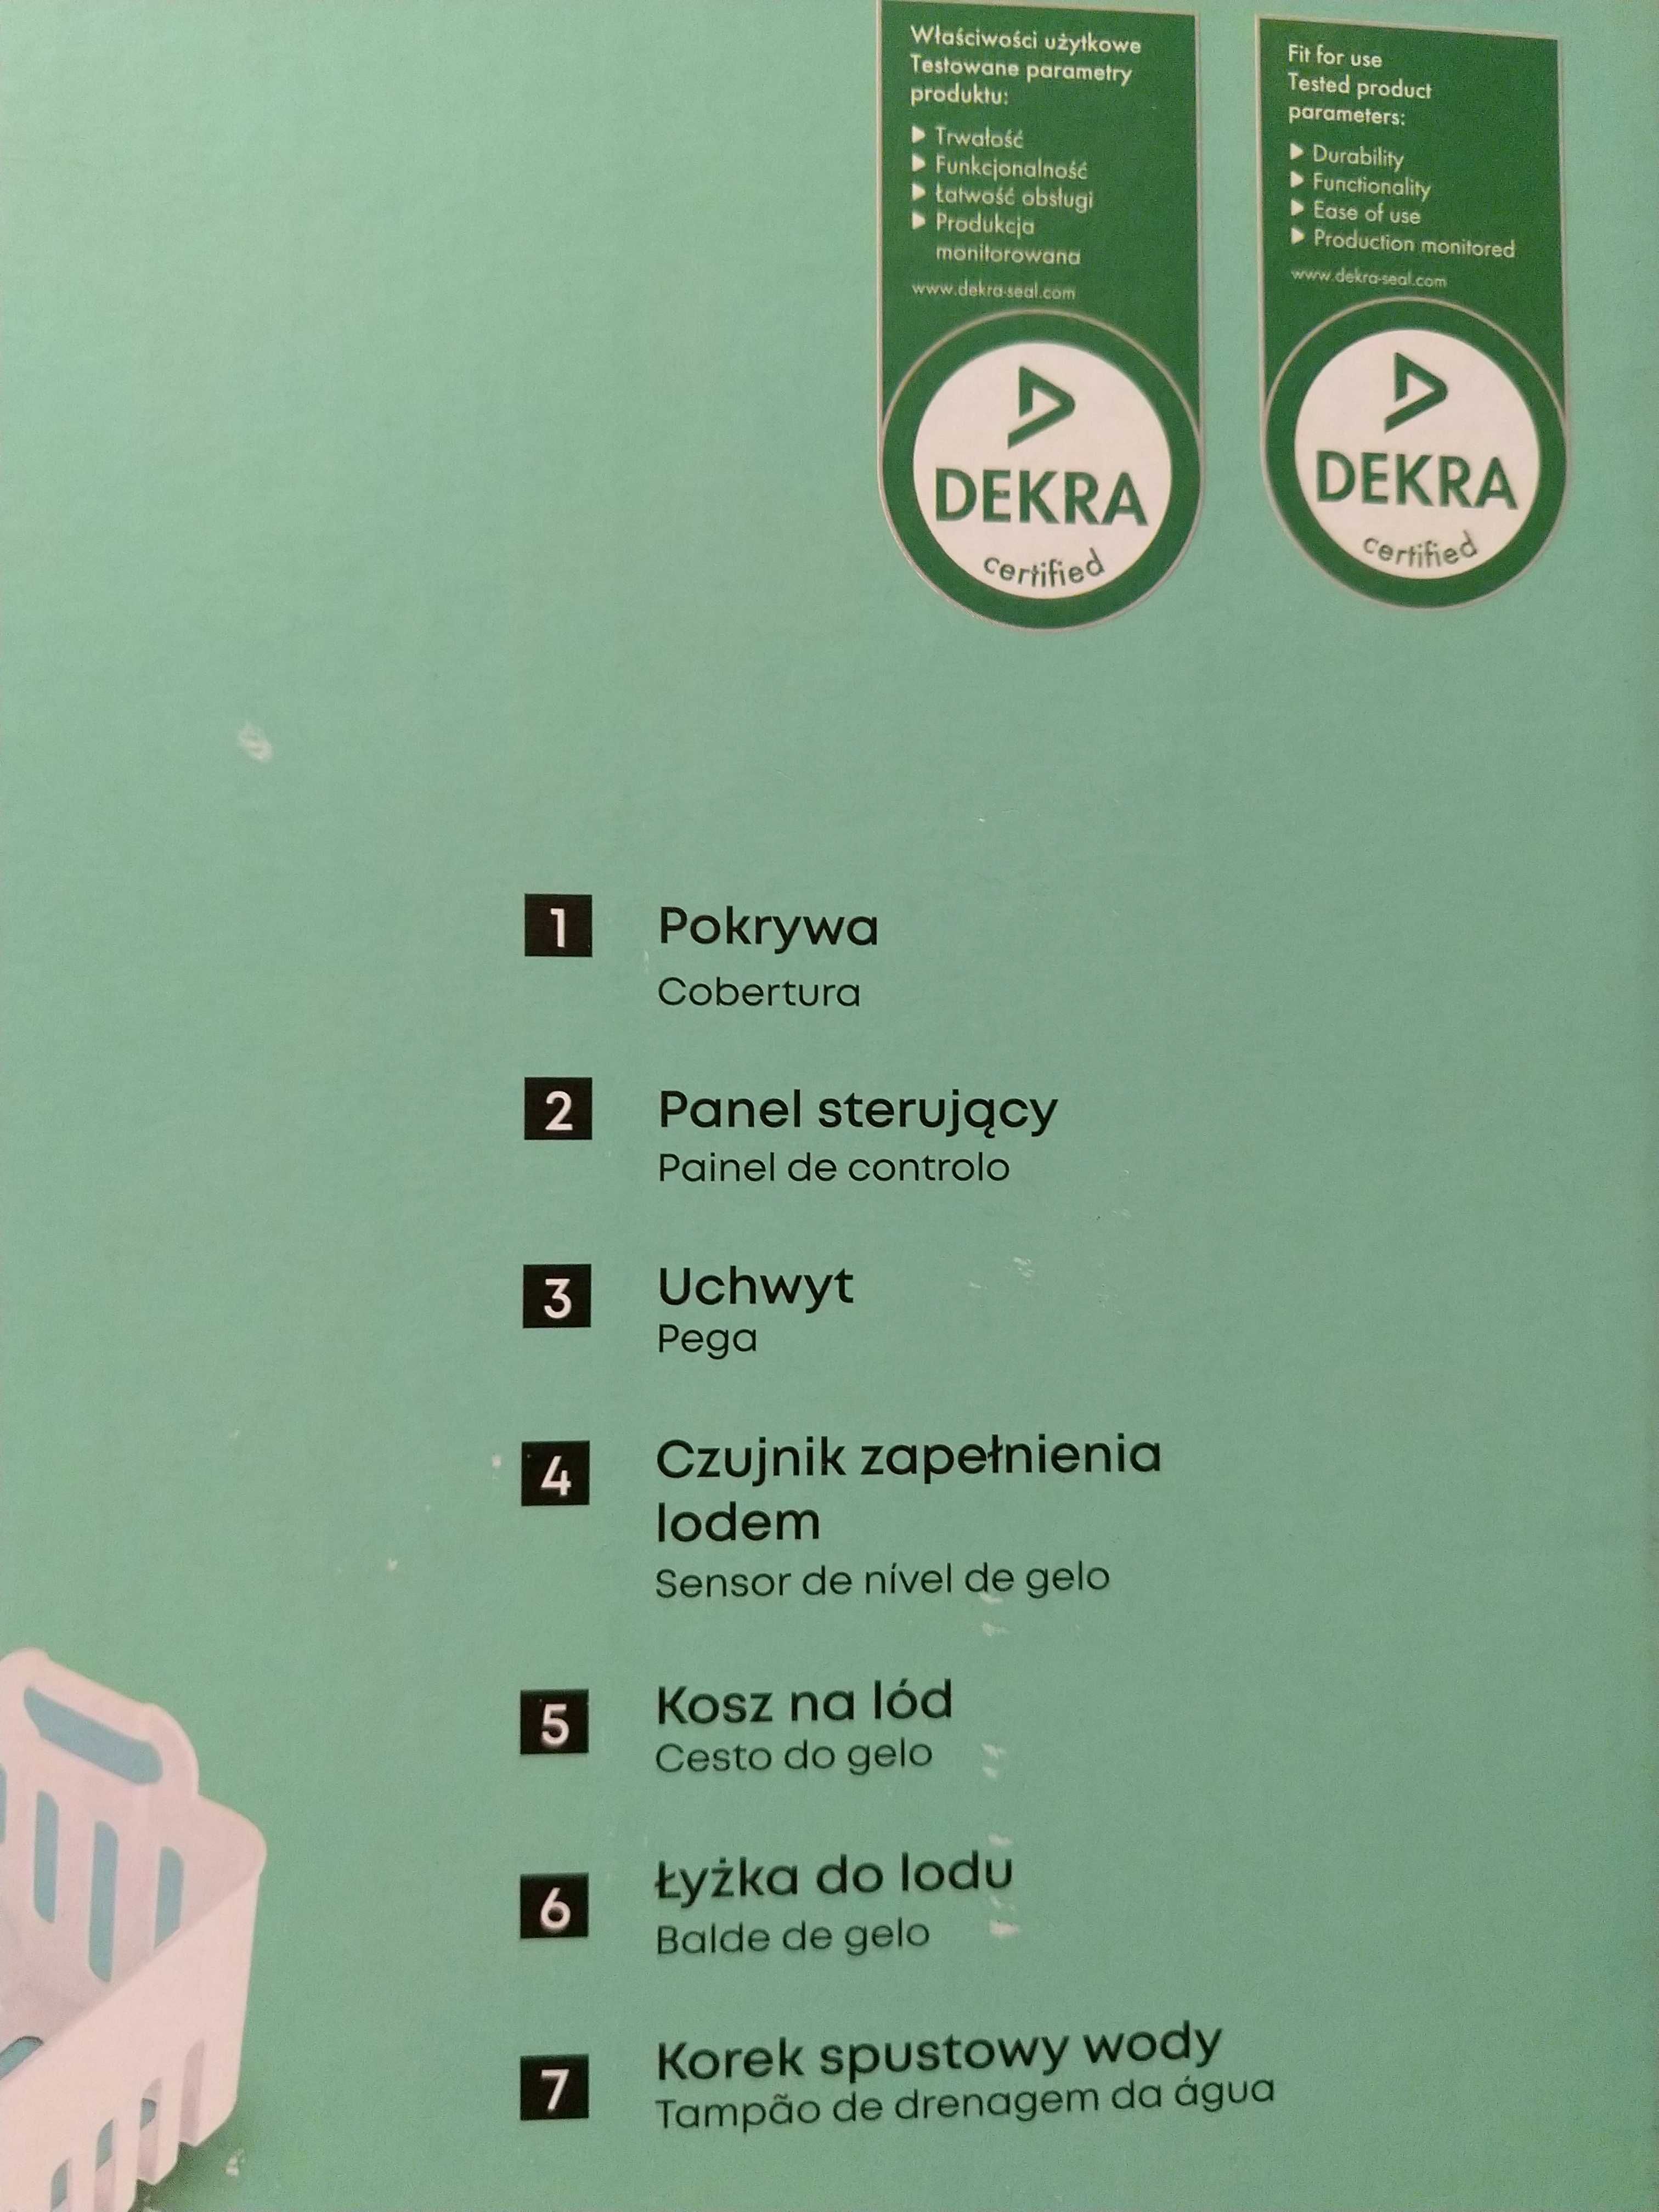 Właściwości użytkowe
Testowane parametry
produktu:
Trwałość
Funkcjonalność
Łatwość obsługi
Produkcja
monitorowana
www.dekra-seal.com
DEKRA
certified
Fit for use
Tested product
parameters:
Durability
Functionality
Ease of use
Production monitored
www.dekra-seal.com
DEKRA
certified
1 Pokrywa
Cobertura
2 Panel sterujący
Painel de controlo
3 Uchwyt
Pega
4 Czujnik zapełnienia
lodem
Sensor de nível de gelo
5 Kosz na lód
Cesto do gelo
6 Łyżka do lodu
Balde de gelo
7 Korek spustowy wody
Tampão de drenagem da água